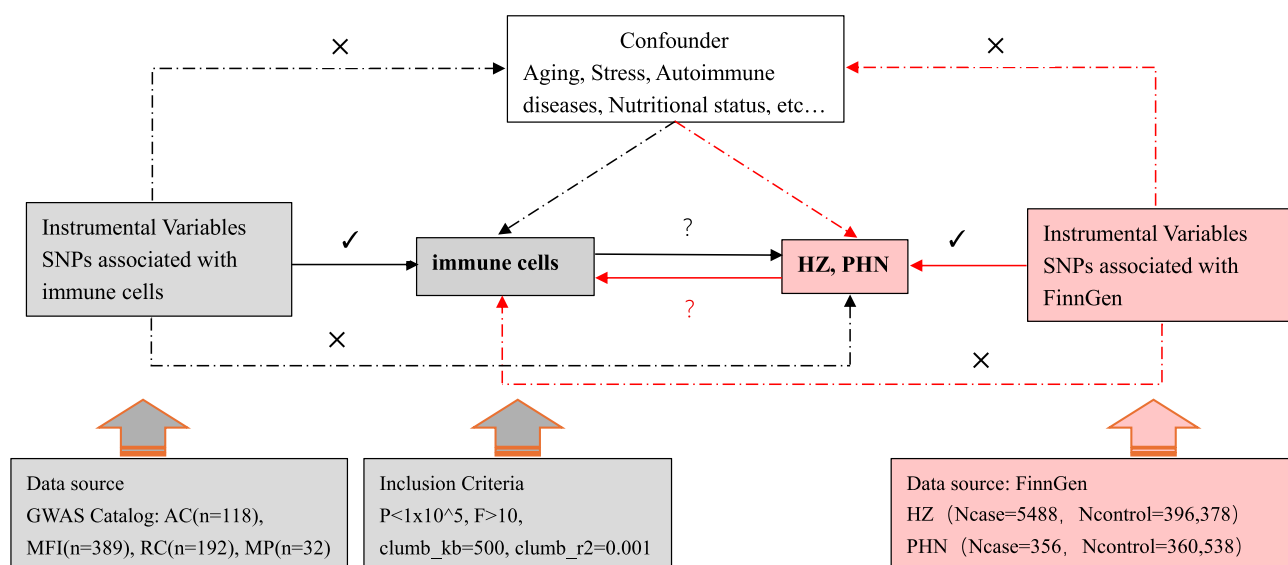 Confounder
Aging, Stress, Autoimmune
diseases, Nutritional status, etc…
×
×
Instrumental Variables
SNPs associated with
immune cells
✓
immune cells
?
?
HZ, PHN
✓
Instrumental Variables
SNPs associated with
FinnGen
×
×
Data source
GWAS Catalog: AC(n=118),
MFI(n=389), RC(n=192), MP(n=32)
Inclusion Criteria
P<1x10^5, F>10,
clumb_kb=500, clumb_r2=0.001
Data source: FinnGen
HZ（Ncase=5488，Ncontrol=396,378）
PHN（Ncase=356，Ncontrol=360,538）